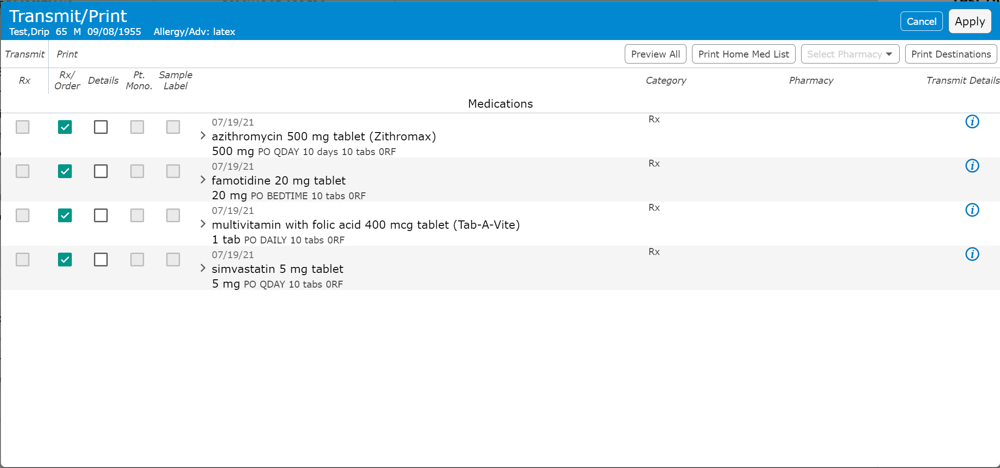 Transmit/Print
Test,Drip 65 M 09/08/1955 Allergy/Adv: latex
Cancel
Apply
Transmit
Print
Preview All
Print Home Med List
Select Pharmacy
Print Destinations
Rx
Rx/
Order
Details
Pt.
Mono.
Sample
Label
Category
Pharmacy
Transmit Details
Medications
07/19/21
Rx
azithromycin 500 mg tablet (Zithromax)
500 mg PO QDAY 10 days 10 tabs 0RF
07/19/21
Rx
famotidine 20 mg tablet
20 mg PO BEDTIME 10 tabs 0RF
07/19/21
Rx
multivitamin with folic acid 400 mcg tablet (Tab-A-Vite)
1 tab PO DAILY 10 tabs 0RF
07/19/21
Rx
simvastatin 5 mg tablet
5 mg PO QDAY 10 tabs 0RF